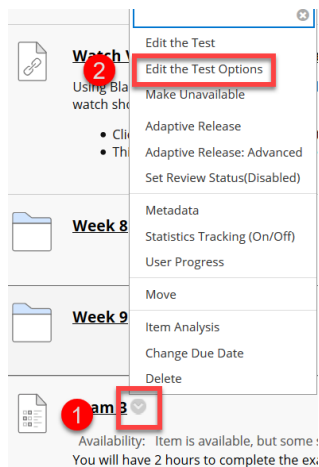 Edit the Test
Watch
2
Edit the Test Options
Using Bla
Make Unavailable
watch sho
Adaptive Release
• Clic
• Thi
Adaptive Release: Advanced
Set Review Status(Disabled)
Metadata
Week 8
Statistics Tracking (On/Off)
User Progress
Move
Week 9
Item Analysis
Change Due Date
Delete
1
am 3
Availability: Item is available, but some s
You will have 2 hours to complete the exa